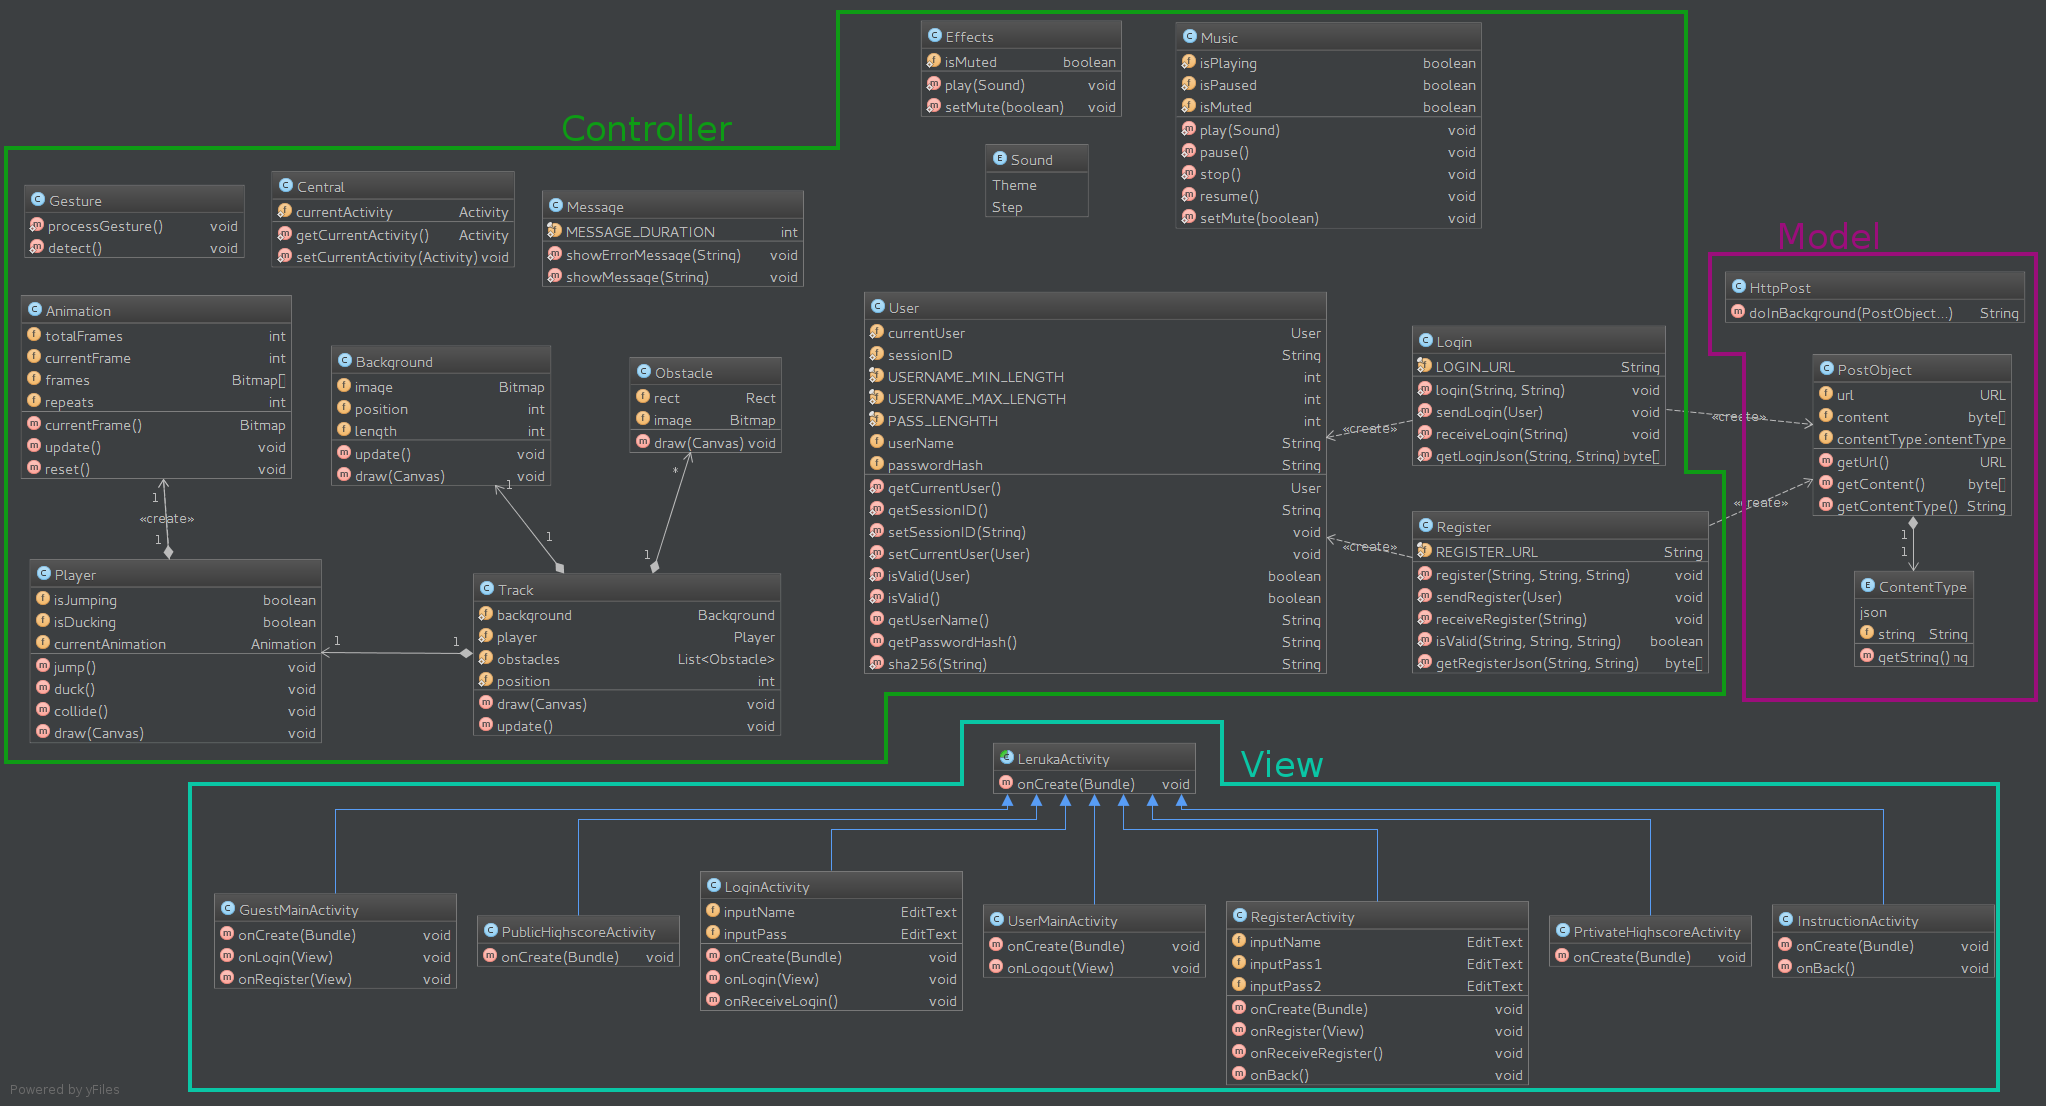 Controller
Effects
isMuted boolean
play(Sound) void
setMute(boolean) void
Music
isPlaying boolean
isPaused boolean
isMuted boolean
play(Sound) void
pause() void
stop() void
resume() void
setMute(boolean) void
Sound
Theme
Step
Gesture
processGesture() void
detect() void
Central
currentActivity Activity
getCurrentActivity() Activity
setCurrentActivity(Activity) void
Message
MESSAGE_DURATION int
showErrorMessage(String) void
showMessage(String) void
Animation
totalFrames int
currentFrame int
frames Bitmap[]
repeats int
currentFrame() Bitmap
update() void
reset() void
Background
image Bitmap
position int
length int
update() void
draw(Canvas) void
Obstacle
rect Rect
image Bitmap
draw(Canvas) void
1
«create»
1
1
1
*
1
Player
isJumping boolean
isDucking boolean
currentAnimation Animation
jump() void
duck() void
collide() void
draw(Canvas) void
1
1
Track
background Background
player Player
obstacles List<Obstacle>
position int
draw(Canvas) void
update() void
User
currentUser User
sessionID String
USERNAME_MIN_LENGTH int
USERNAME_MAX_LENGTH int
PASS_LENGHTH int
userName String
passwordHash String
getCurrentUser() User
getSessionID() String
setSessionID(String) void
setCurrentUser(User) void
isValid(User) boolean
isValid() boolean
getUserName() String
getPasswordHash() String
sha256(String) String
«create»
«create»
Login
LOGIN_URL String
login(String, String) void
sendLogin(User) void
receiveLogin(String) void
getLoginJson(String, String) byte[]
Register
REGISTER_URL String
register(String, String, String) void
sendRegister(User) void
receiveRegister(String) void
isValid(String, String, String) boolean
getRegisterJson(String, String) byte[]
«create»
«create»
Model
HttpPost
doInBackground(PostObject...) String
PostObject
url URL
content byte[]
contentType ContentType
getUrl() URL
getContent() byte[]
getContentType() String
1
1
ContentType
json
string String
getString() ng
View
LerukaActivity
onCreate(Bundle) void
GuestMainActivity
onCreate(Bundle) void
onLogin(View) void
onRegister(View) void
PublicHighscoreActivity
onCreate(Bundle) void
LoginActivity
inputName EditText
inputPass EditText
onCreate(Bundle) void
onLogin(View) void
onReceiveLogin() void
UserMainActivity
onCreate(Bundle) void
onLogout(View) void
RegisterActivity
inputName EditText
inputPass1 EditText
inputPass2 EditText
onCreate(Bundle) void
onRegister(View) void
onReceiveRegister() void
onBack() void
PrtivateHighscoreActivity
onCreate(Bundle) void
InstructionActivity
onCreate(Bundle) void
onBack() void
Powered by yFiles